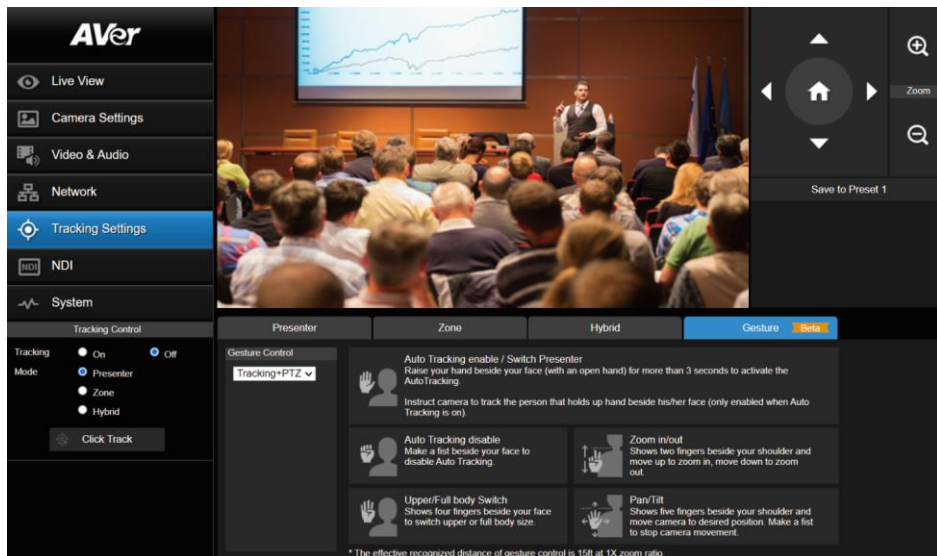 AVer
Live View
Camera Settings
Video & Audio
Network
Tracking Settings
NDI
NDI
System
Zoom
Save to Preset 1
Tracking Control
Tracking
On
Off
Mode
Presenter
Zone
Hybrid
Click Track
Presenter
Zone
Hybrid
Gesture
Beta
Gesture Control
Tracking+PTZ
Auto Tracking enable / Switch Presenter
Raise your hand beside your face (with an open hand) for more than 3 seconds to activate the
AutoTracking.
Instruct camera to track the person that holds up hand beside his/her face (only enabled when Auto
Tracking is on).
Auto Tracking disable
Make a fist beside your face to
disable Auto Tracking.
Zoom in/out
Shows two fingers beside your shoulder and
move up to zoom in, move down to zoom
out.
Upper/Full body Switch
Shows four fingers beside your face
to switch upper or full body size.
Pan/Tilt
Shows five fingers beside your shoulder and
move camera to desired position. Make a fist
to stop camera movement.
* The effective recognized distance of gesture control is 15ft at 1X zoom ratio.